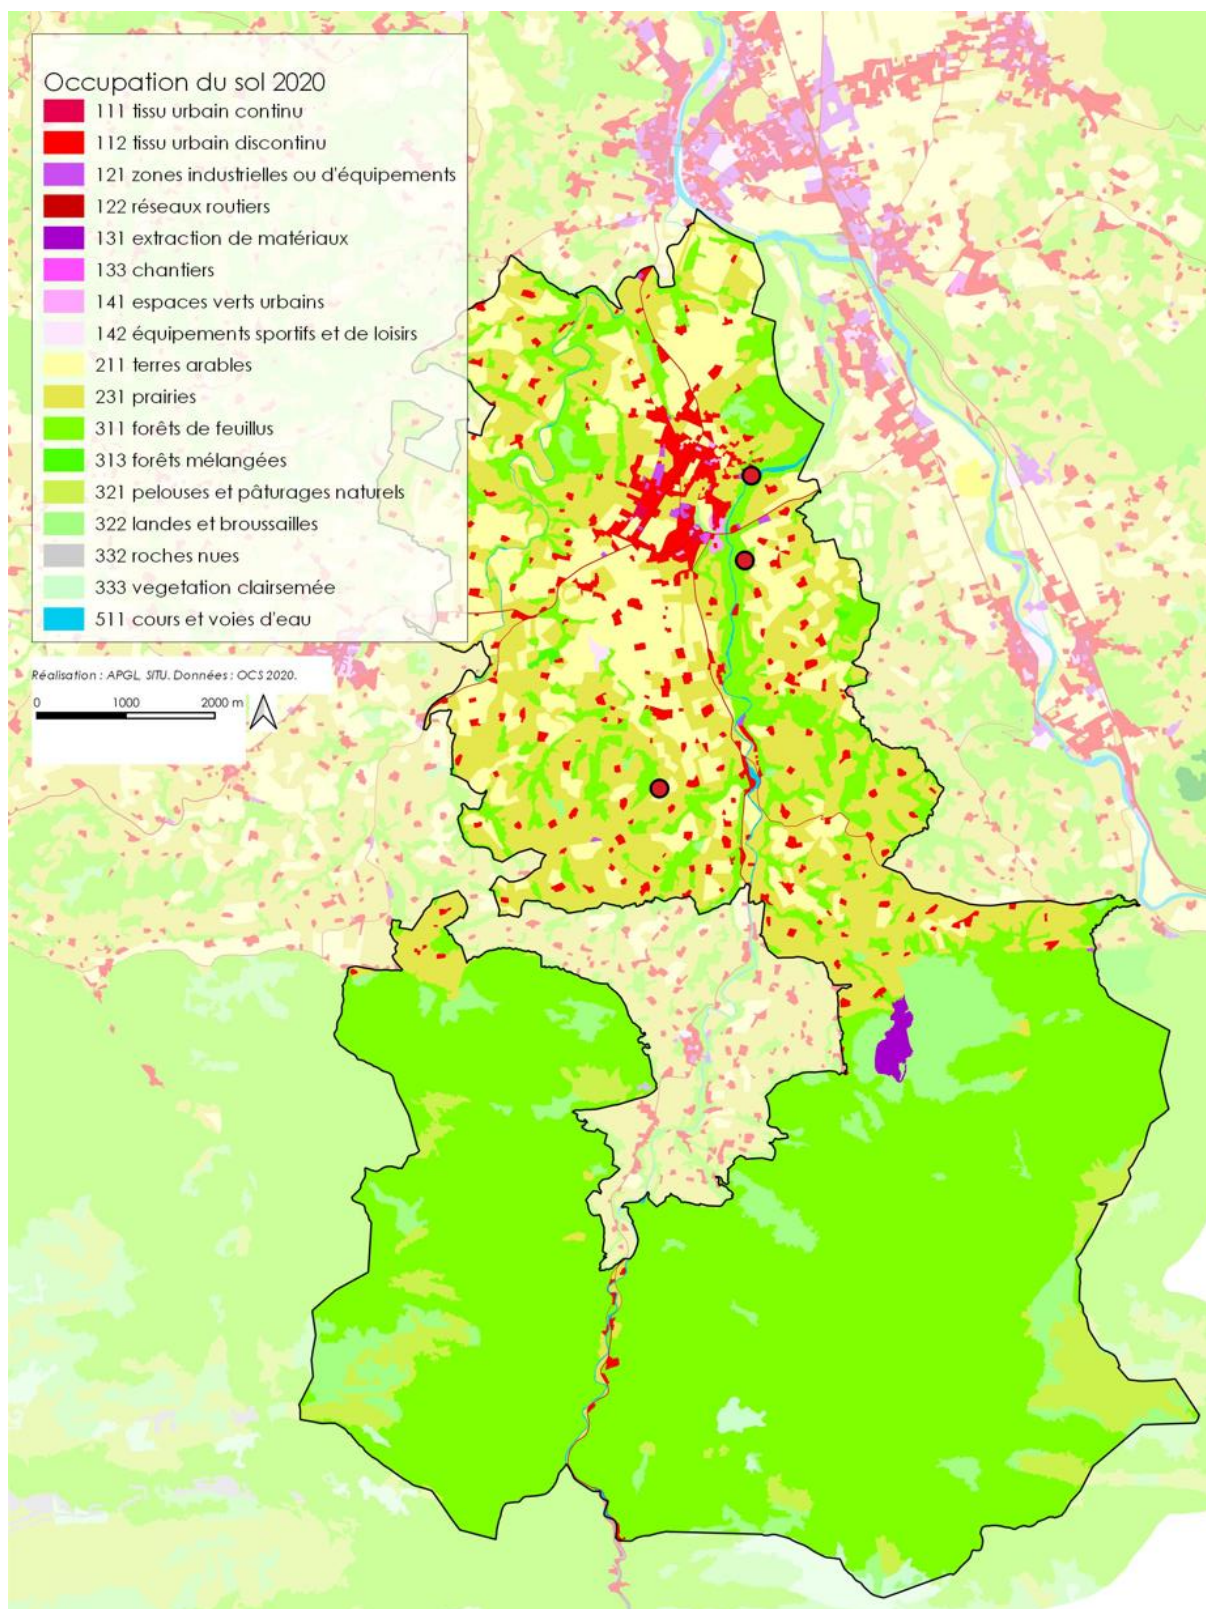 Occupation du sol 2020
111 tissu urbain continu
112 tissu urbain discontinu
121 zones industrielles ou d'équipements
122 réseaux routiers
131 extraction de matériaux
133 chantiers
141 espaces verts urbains
142 équipements sportifs et de loisirs
211 terres arables
231 prairies
311 forêts de feuillus
313 forêts mélangées
321 pelouses et pâturages naturels
322 landes et broussailles
332 roches nues
333 vegetation clairsemée
511 cours et voies d'eau
Réalisation : APGL, SITU. Données : OCS 2020.
0 1000 2000 m